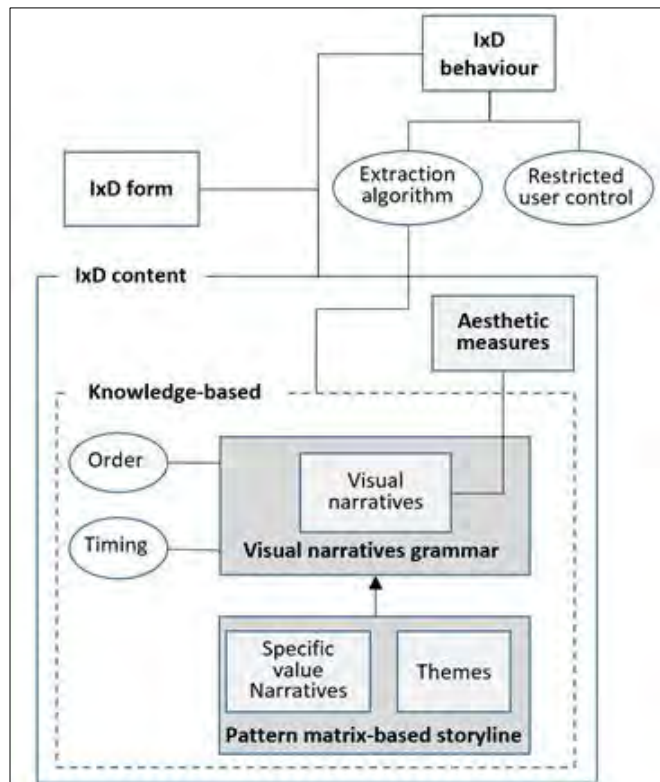 IxD
behaviour
Extraction
algorithm
Restricted
user control
IxD form
IxD content
Aesthetic
measures
Knowledge-based
Order
Visual
narratives
Timing
Visual narratives grammar
Specific
value
Narratives
Themes
Pattern matrix-based storyline